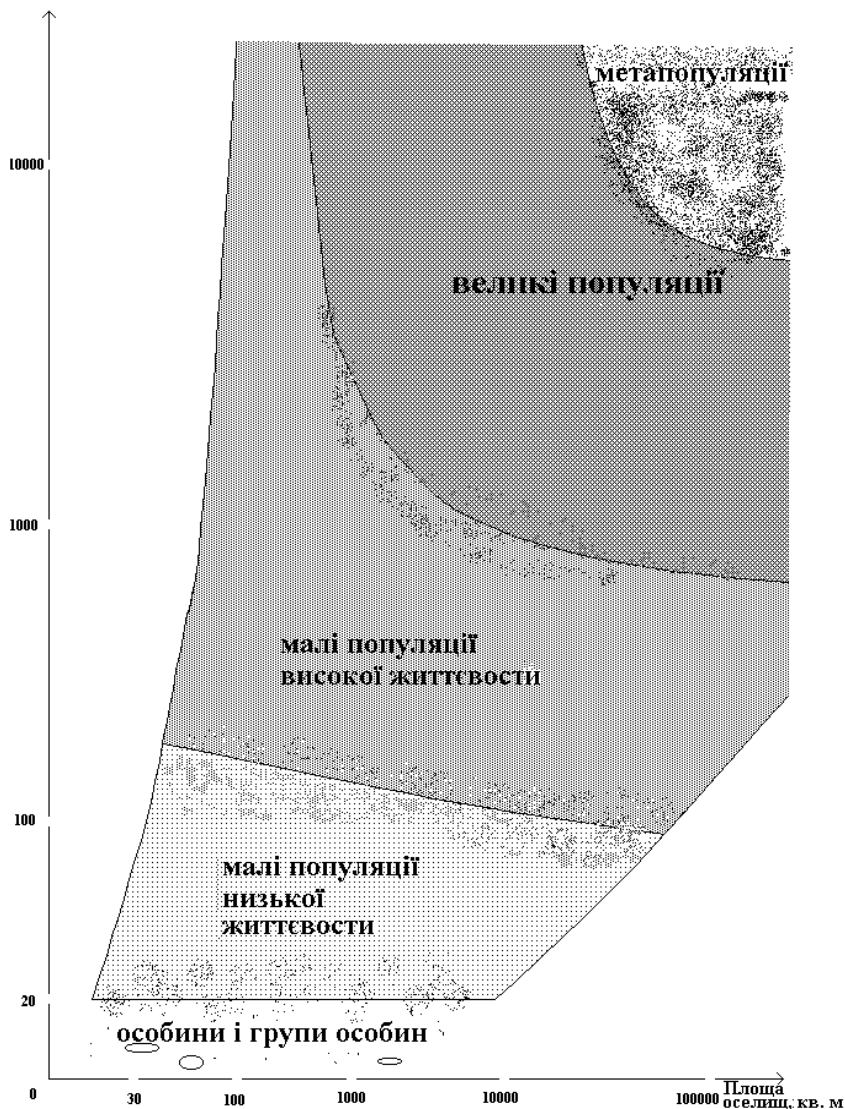 метапопуляції
10000
великі популяції
1000
малі популяції
високої життєвости
100
малі популяції
низької
життєвости
20
особини і групи особин
0
30
100
1000
10000
100000
Площа
оселищ, кв. м